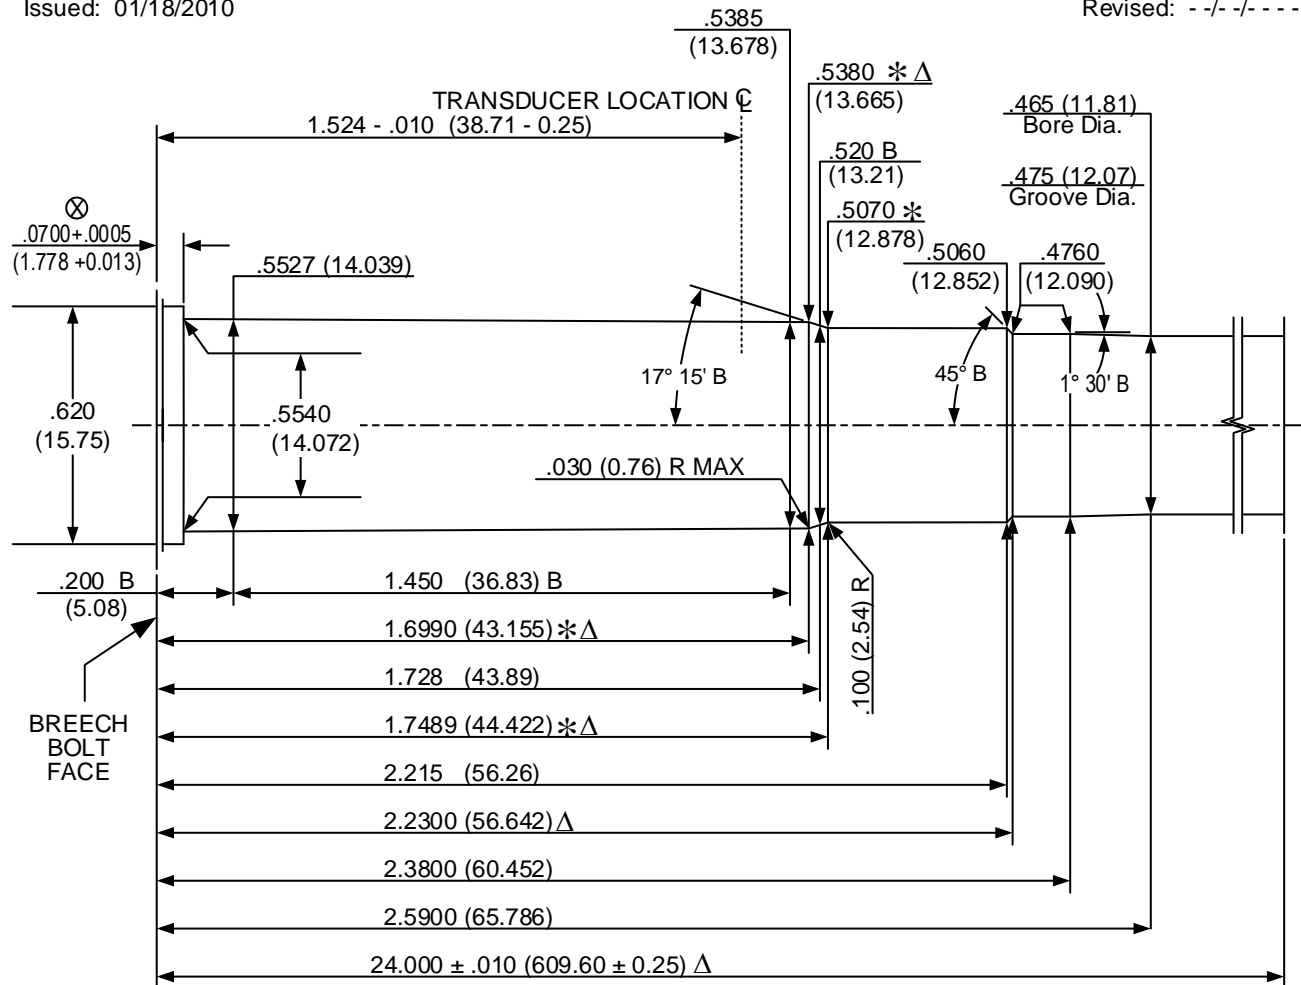 Issued: 01/18/2010
Revised: - -/- -/- - - -
.5385
(13.678)
.5380 ✻ Δ
(13.665)
TRANSDUCER LOCATION ℄
1.524 - .010 (38.71 - 0.25)
.465 (11.81)
Bore Dia.
.520 B
(13.21)
.475 (12.07)
Groove Dia.
⊗
.0700+.0005
(1.778 +0.013)
.5070 ✻
(12.878)
.5527 (14.039)
.5060
(12.852)
.4760
(12.090)
17° 15' B
45° B
1° 30' B
.620
(15.75)
.5540
(14.072)
.030 (0.76) R MAX
.200 B
(5.08)
1.450 (36.83) B
.100 (2.54) R
1.6990 (43.155) ✻ Δ
1.728 (43.89)
BREECH
BOLT
FACE
1.7489 (44.422) ✻ Δ
2.215 (56.26)
2.2300 (56.642) Δ
2.3800 (60.452)
2.5900 (65.786)
24.000 ± .010 (609.60 ± 0.25) Δ